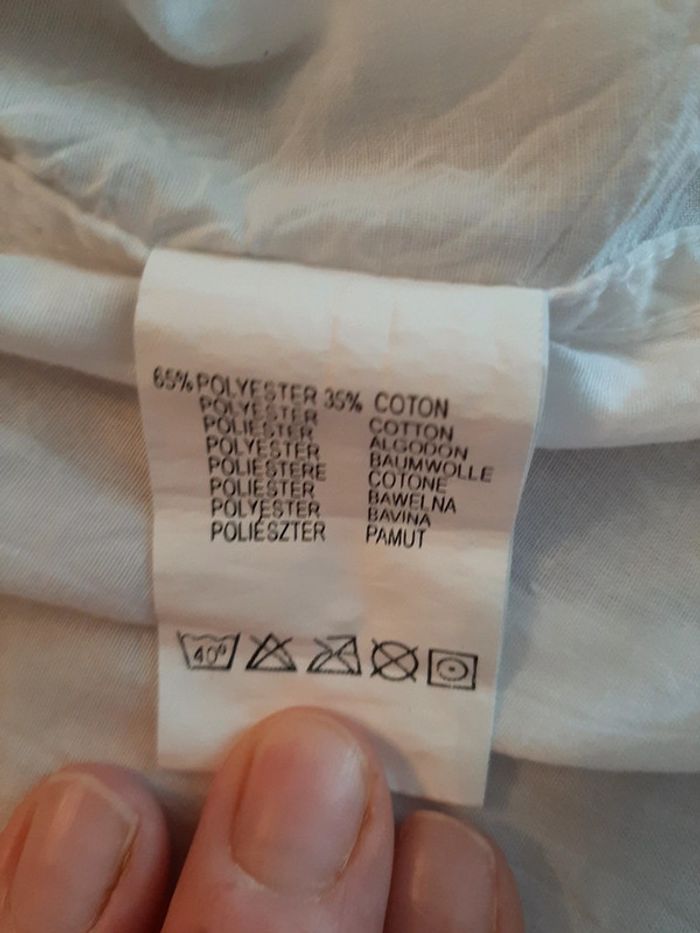 65% POLYESTER 35% COTON
POLYESTER COTTON
POLIESTER ALGODON
POLYESTER BAUMWOLLE
POLIESTERE COTONE
POLIESTER BAWELNA
POLYESTER BAVINA
POLIÉSZTER PAMUT
40°